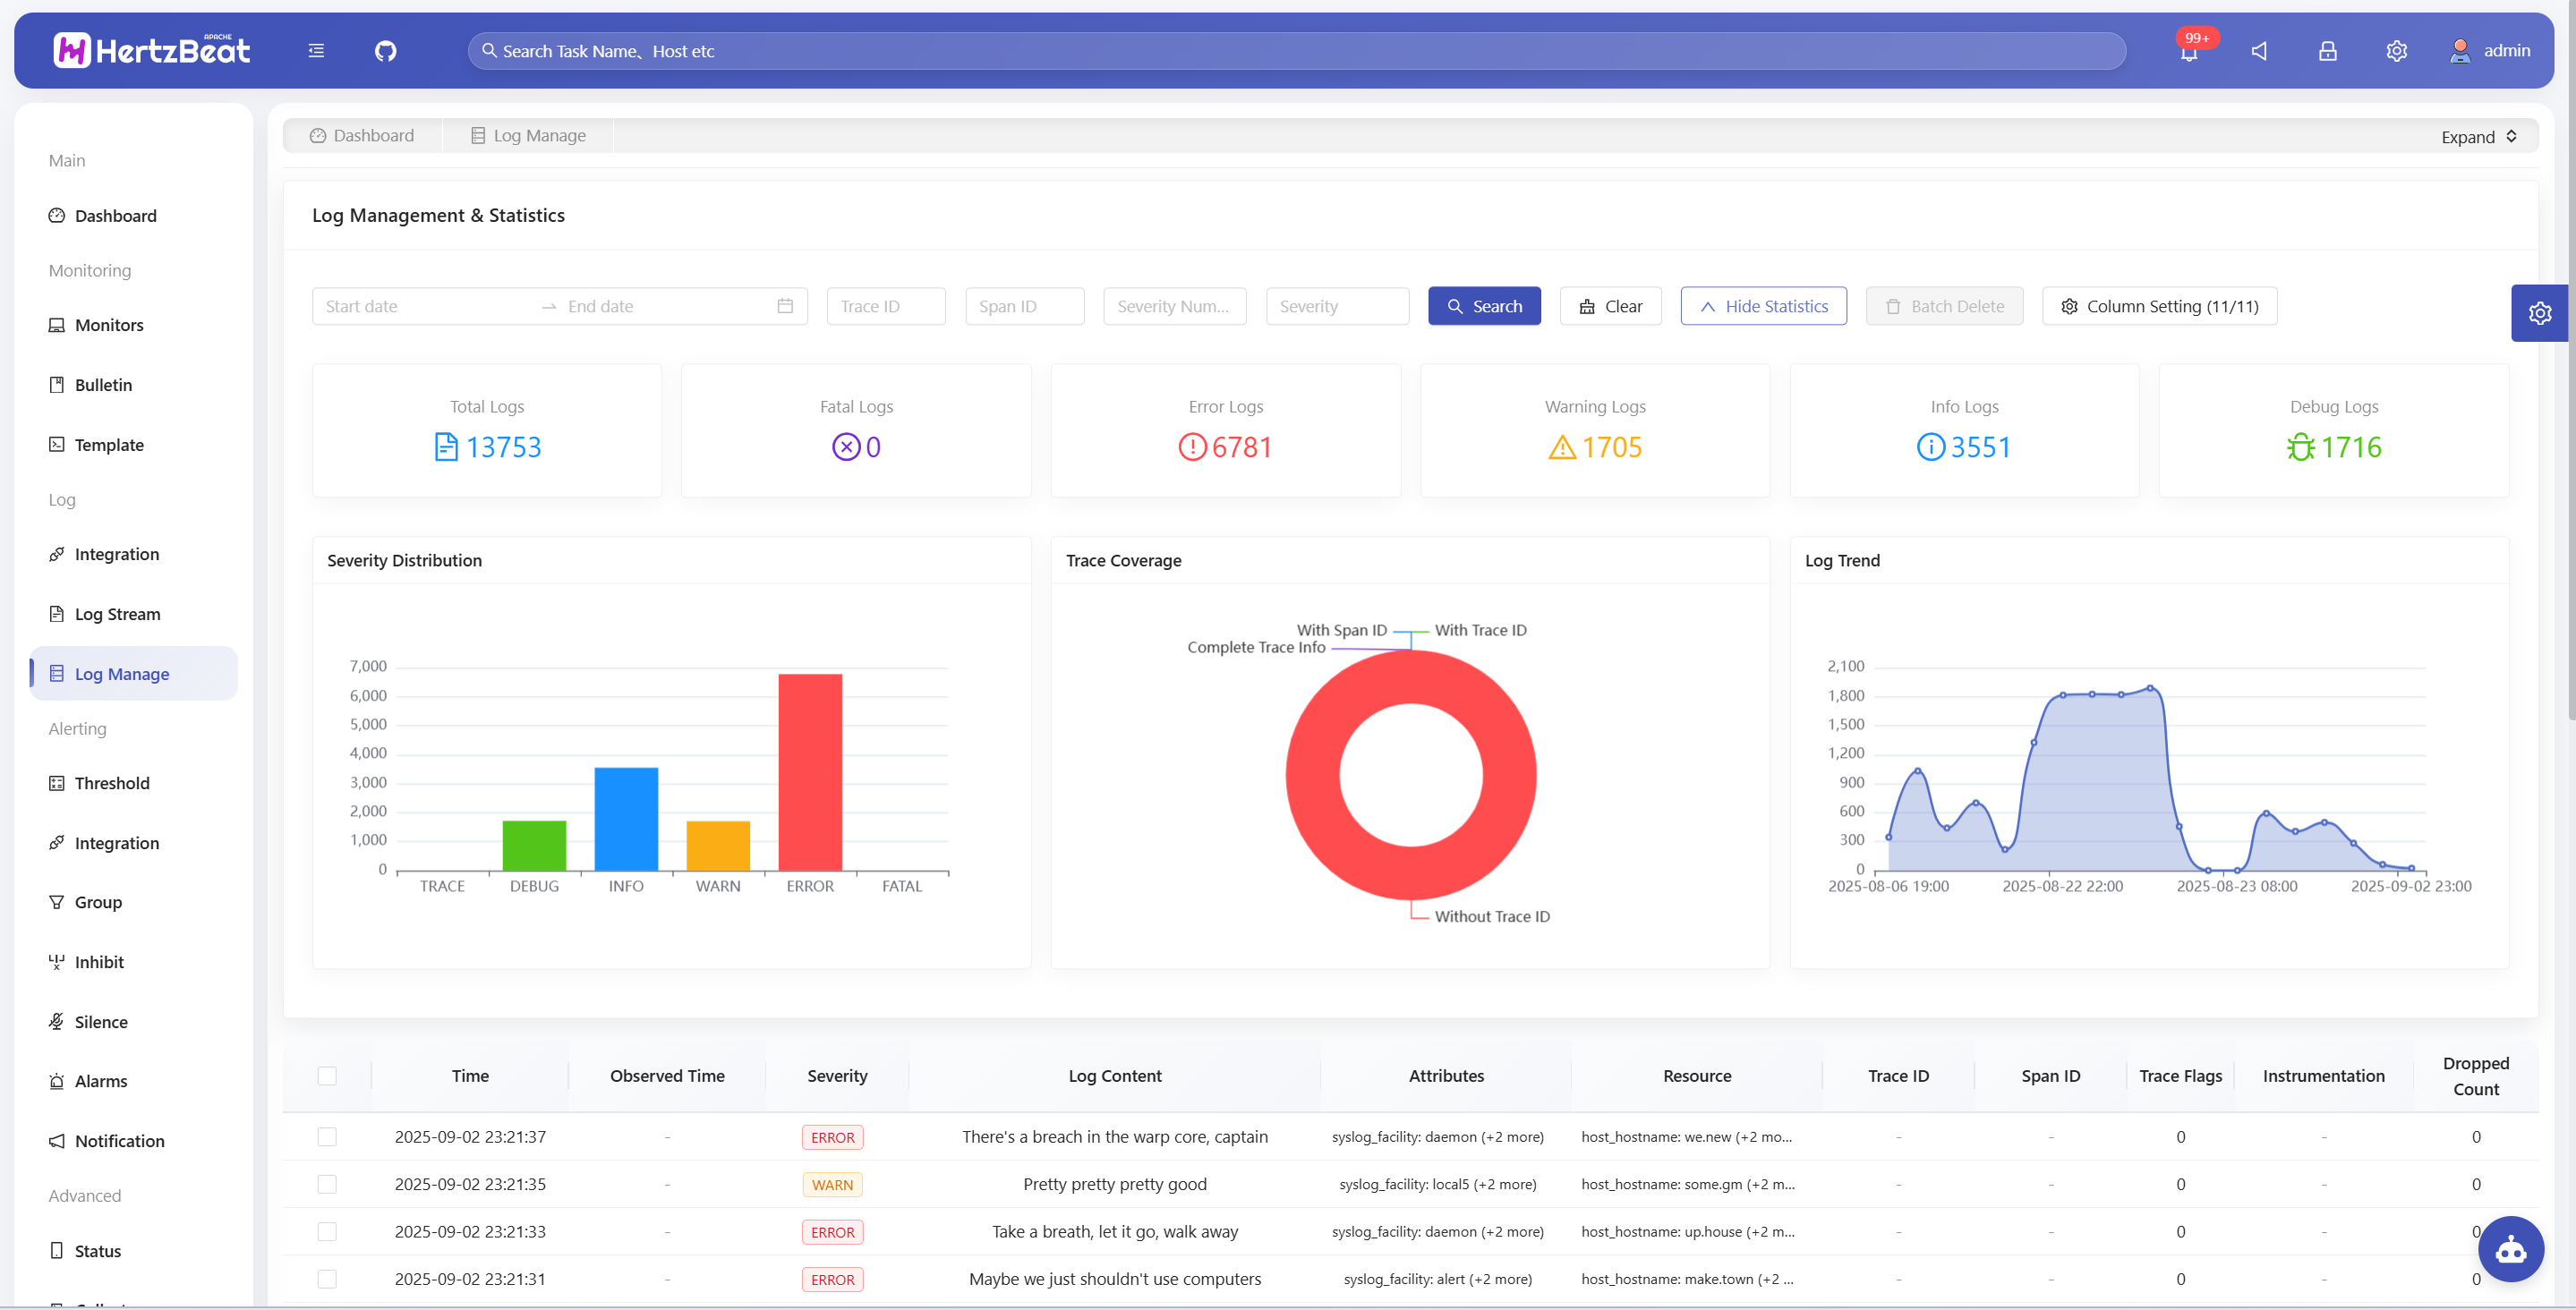 APACHE
HertzBeat
Search Task Name、Host etc
99+
admin
Main
Dashboard
Monitoring
Monitors
Bulletin
Template
Log
Integration
Log Stream
Log Manage
Alerting
Threshold
Integration
Group
Inhibit
Silence
Alarms
Notification
Advanced
Status
Dashboard
Log Manage
Expand
Log Management & Statistics
Start date
End date
Trace ID
Span ID
Severity Num...
Severity
Search
Clear
Hide Statistics
Batch Delete
Column Setting (11/11)
Total Logs
13753
Fatal Logs
0
Error Logs
6781
Warning Logs
1705
Info Logs
3551
Debug Logs
1716
Severity Distribution
7,000
6,000
5,000
4,000
3,000
2,000
1,000
0
TRACE DEBUG INFO WARN ERROR FATAL
Trace Coverage
With Span ID
With Trace ID
Complete Trace Info
Without Trace ID
Log Trend
2,100
1,800
1,500
1,200
900
600
300
0
2025-08-06 19:00 2025-08-22 22:00 2025-08-23 08:00 2025-09-02 23:00
Time Observed Time Severity Log Content Attributes Resource Trace ID Span ID Trace Flags Instrumentation Dropped Count
2025-09-02 23:21:37 - ERROR There's a breach in the warp core, captain syslog_facility: daemon (+2 more) host_hostname: we.new (+2 mo... - - 0 - 0
2025-09-02 23:21:35 - WARN Pretty pretty pretty good syslog_facility: local5 (+2 more) host_hostname: some.gm (+2 m... - - 0 - 0
2025-09-02 23:21:33 - ERROR Take a breath, let it go, walk away syslog_facility: daemon (+2 more) host_hostname: up.house (+2 m... - - 0 - 0
2025-09-02 23:21:31 - ERROR Maybe we just shouldn't use computers syslog_facility: alert (+2 more) host_hostname: make.town (+2 ... - - 0 - 0